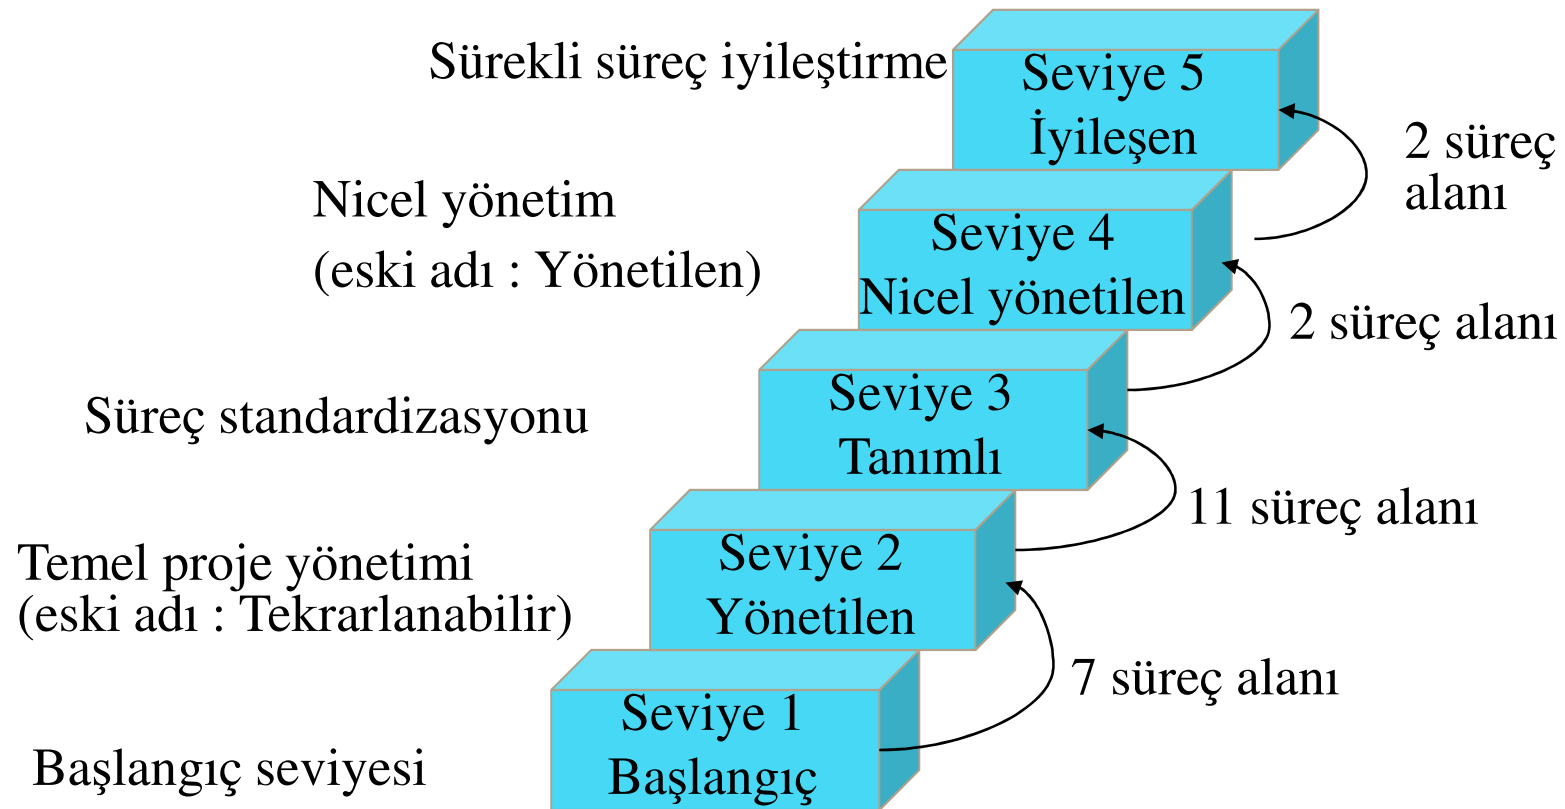 Sürekli süreç iyileştirme
Seviye 5
İyileşen
2 süreç
alanı
Nicel yönetim
(eski adı : Yönetilen)
Seviye 4
Nicel yönetilen
2 süreç alanı
Süreç standardizasyonu
Seviye 3
Tanımlı
11 süreç alanı
Temel proje yönetimi
(eski adı : Tekrarlanabilir)
Seviye 2
Yönetilen
7 süreç alanı
Başlangıç seviyesi
Seviye 1
Başlangıç